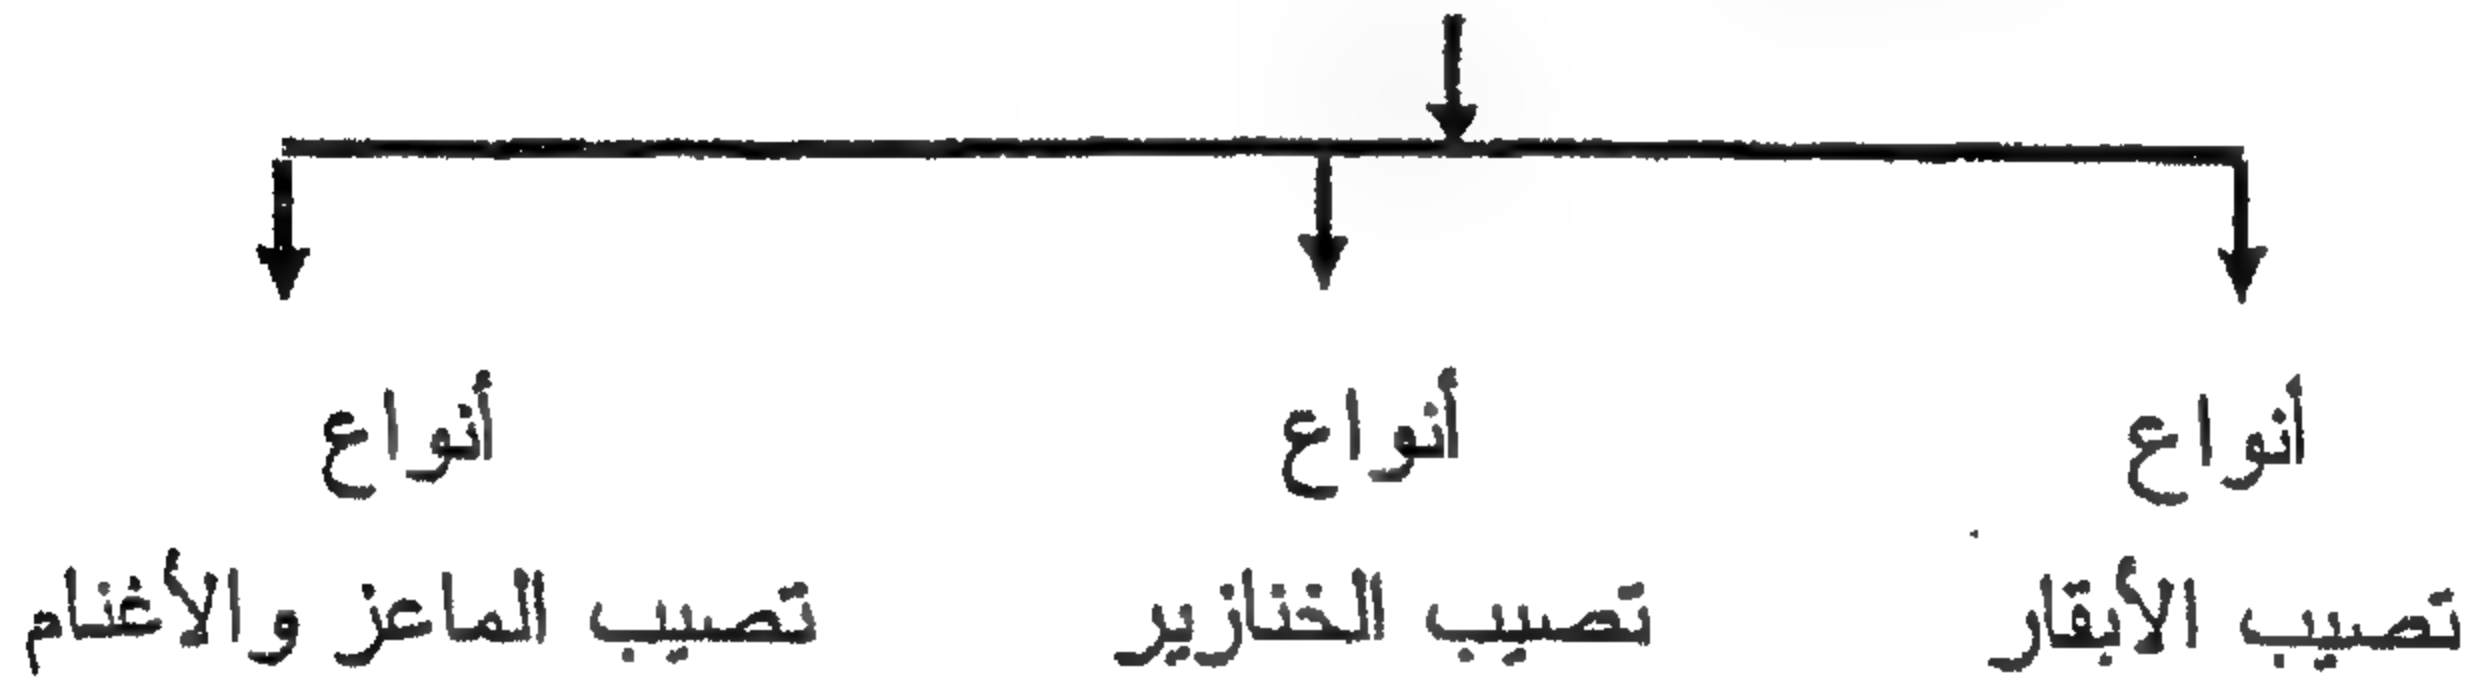 أنواع
تصيب الأبقار
أنواع
تصيب الخنازير
أنواع
تصيب الماعز والأغنام